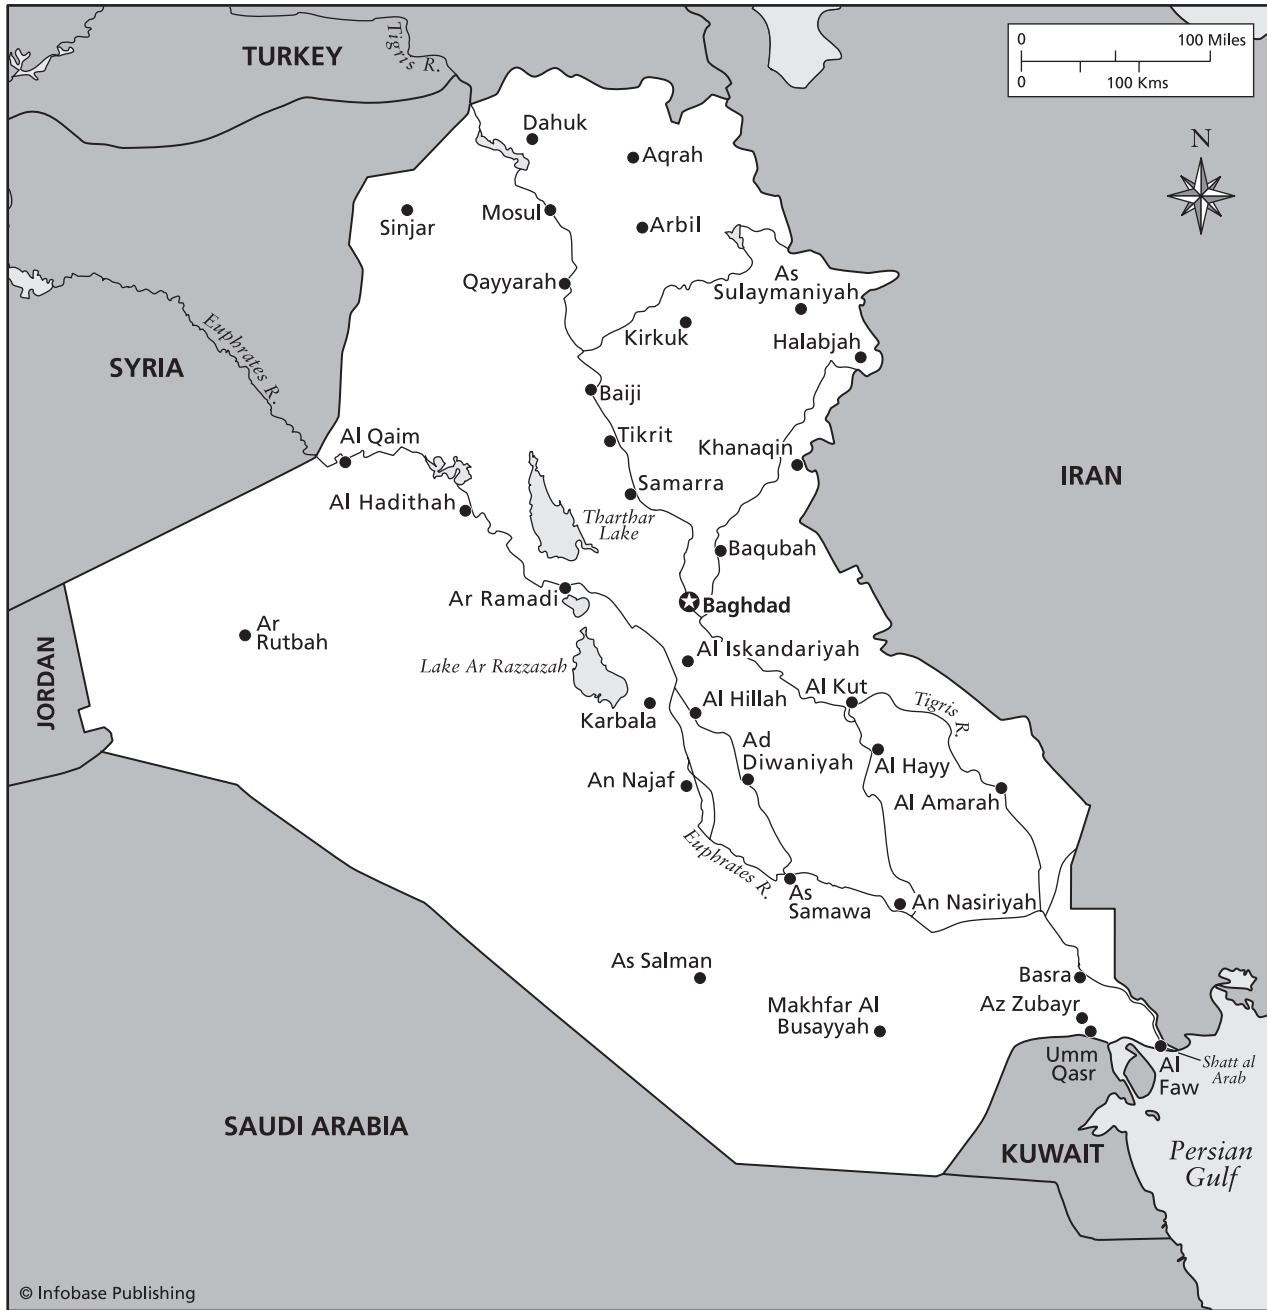 0 100 Miles
0 100 Kms
N
TURKEY
Tigris R.
Dahuk
Aqrah
Sinjar
Mosul
Arbil
Qayyarah
As
Sulaymaniyah
Kirkuk
Halabjah
Euphrates R.
SYRIA
Baiji
Al Qaim
Tikrit
Khanaqin
IRAN
Samarra
Al Hadithah
Tharthar
Lake
Baqubah
Ar Ramadi
Baghdad
Ar
Rutbah
JORDAN
Lake Ar Razzazah
Al Iskandariyah
Al Kut
Tigris R.
Karbala
Al Hillah
Ad
Diwaniyah
Al Hayy
An Najaf
Al Amarah
Euphrates R.
As
Samawa
An Nasiriyah
As Salman
Basra
Makhfar Al
Busayyah
Az Zubayr
Umm
Qasr
Al
Faw
Shatt al
Arab
SAUDI ARABIA
KUWAIT
Persian
Gulf
© Infobase Publishing